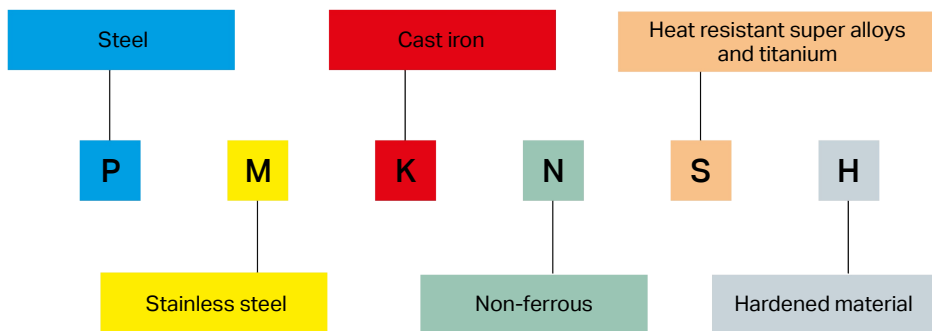 Steel
Cast iron
Heat resistant super alloys
and titanium
P
M
K
N
S
H
Stainless steel
Non-ferrous
Hardened material